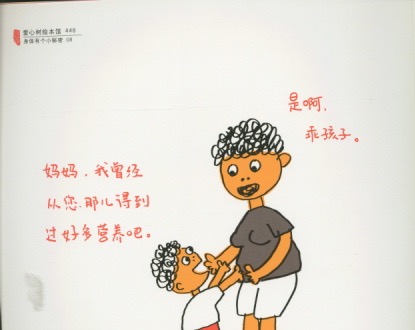 爱心树绘本馆 448
身体有个小秘密 08
是啊,
乖孩子。
妈妈,我曾经
从您那儿得到
过好多营养吧。